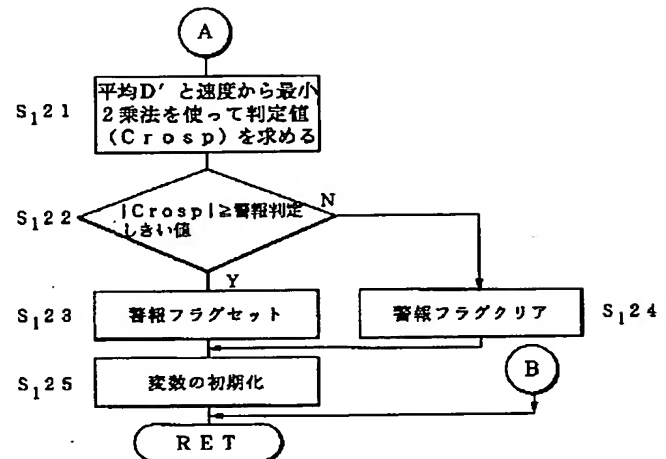 A
S₁21
平均D′と速度から最小
2乗法を使って判定値
(Crosp)を求める
S₁22
|Crosp|≧警報判定
しきい値
N
Y
S₁23
警報フラグセット
警報フラグクリア
S₁24
S₁25
変数の初期化
B
RET